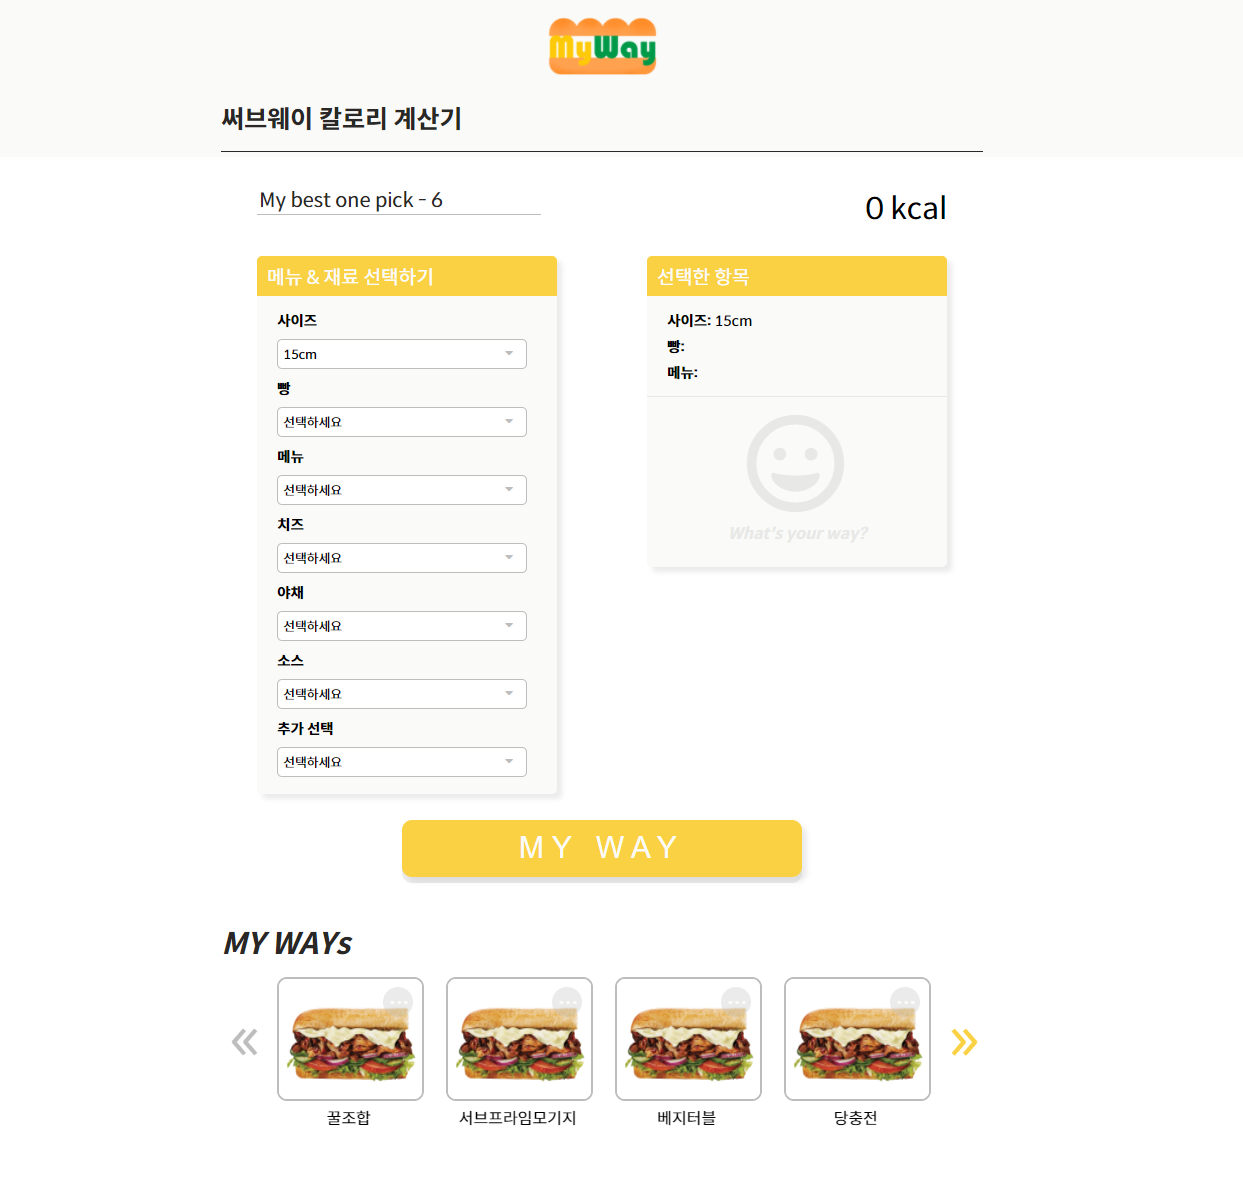 MyWay
써브웨이 칼로리 계산기
My best one pick - 6
0 kcal
메뉴 & 재료 선택하기
사이즈
15cm
빵
선택하세요
메뉴
선택하세요
치즈
선택하세요
야채
선택하세요
소스
선택하세요
추가 선택
선택하세요
선택한 항목
사이즈: 15cm
빵:
메뉴:
What's your way?
MY WAY
MY WAYs
꿀조합
서브프라임모기지
베지터블
당충전